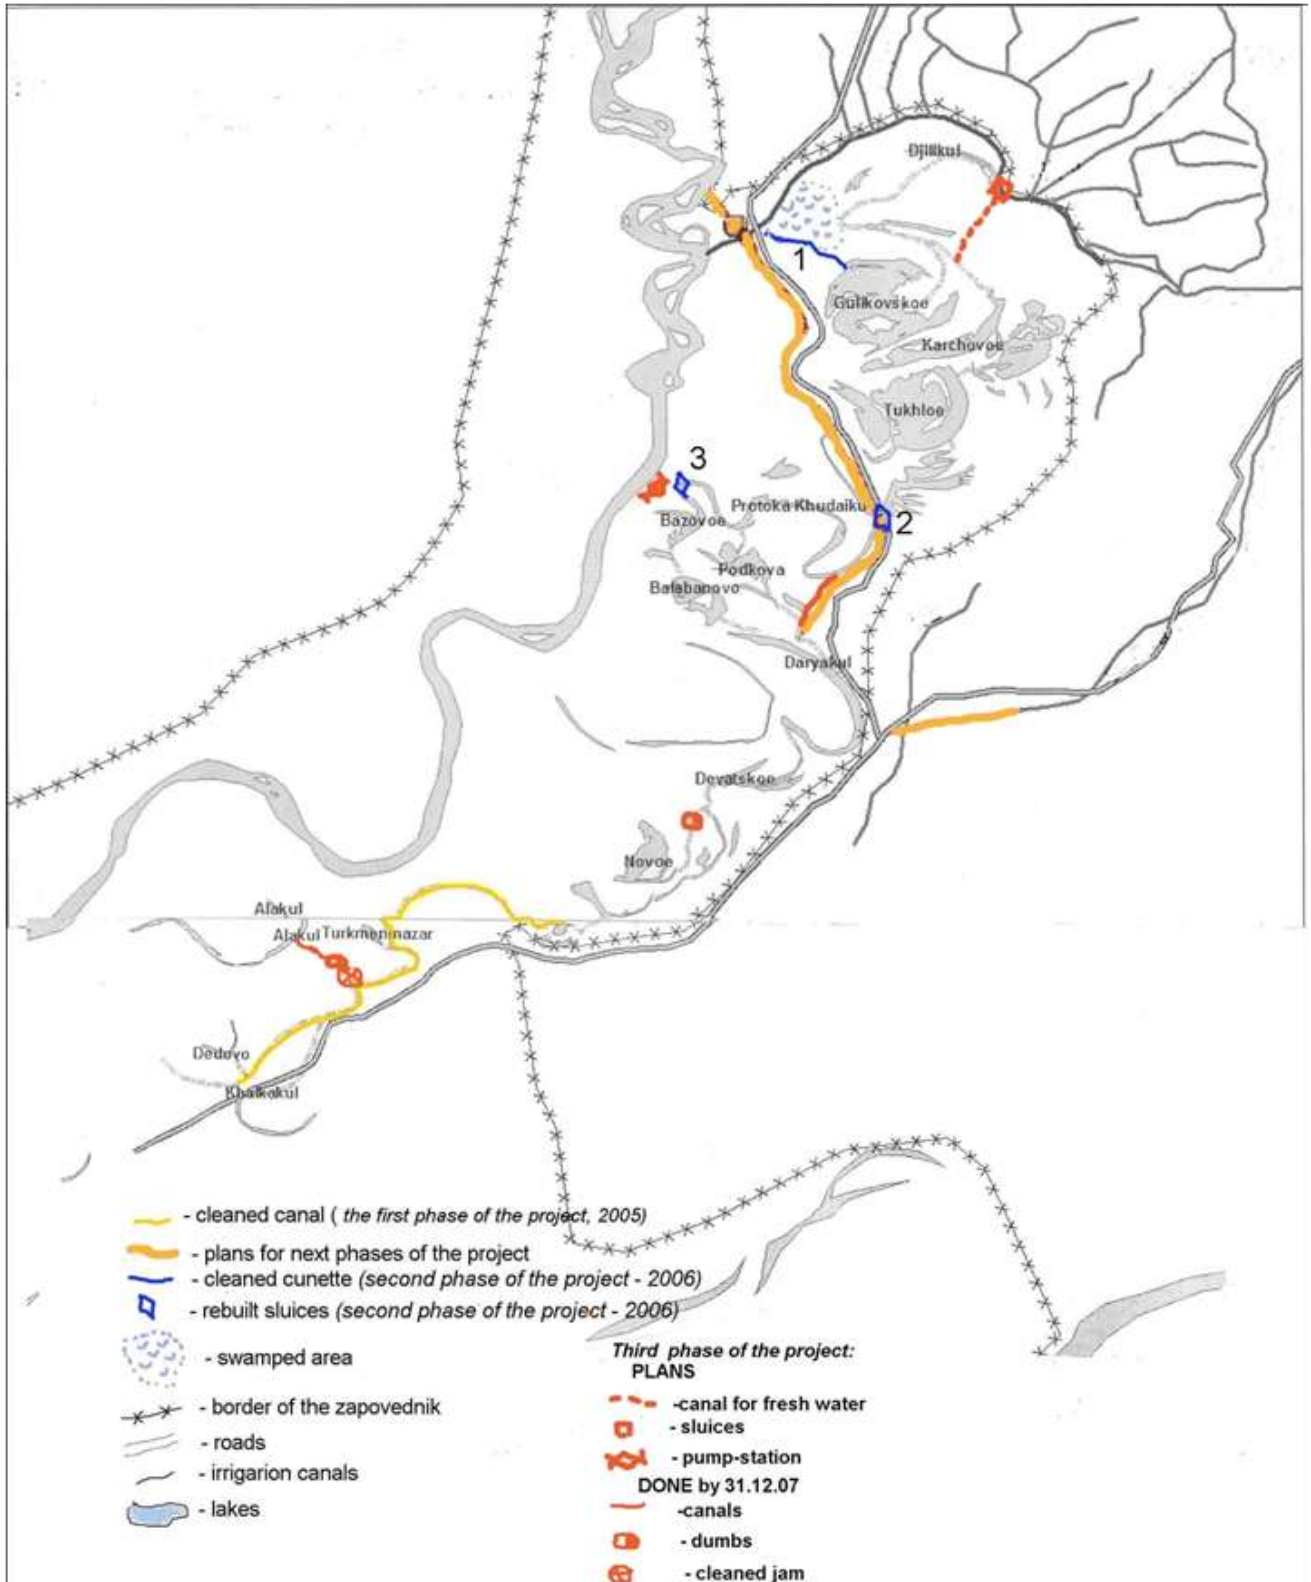 Djilikul
1
Gulikovskoe
Karchovoe
Tukhloe
3
Protoka Khudaiku
2
Bazovoe
Podkova
Balabanovo
Daryakul
Devatskoe
Novoe
Alakul
Alakul Turkmeninazar
Dedovo
Khalkakul
- cleaned canal ( the first phase of the project, 2005)
- plans for next phases of the project
- cleaned cunette (second phase of the project - 2006)
- rebuilt sluices (second phase of the project - 2006)
- swamped area
- border of the zapovednik
- roads
- irrigarion canals
- lakes
Third phase of the project:
PLANS
-canal for fresh water
- sluices
- pump-station
DONE by 31.12.07
-canals
- dumbs
- cleaned jam